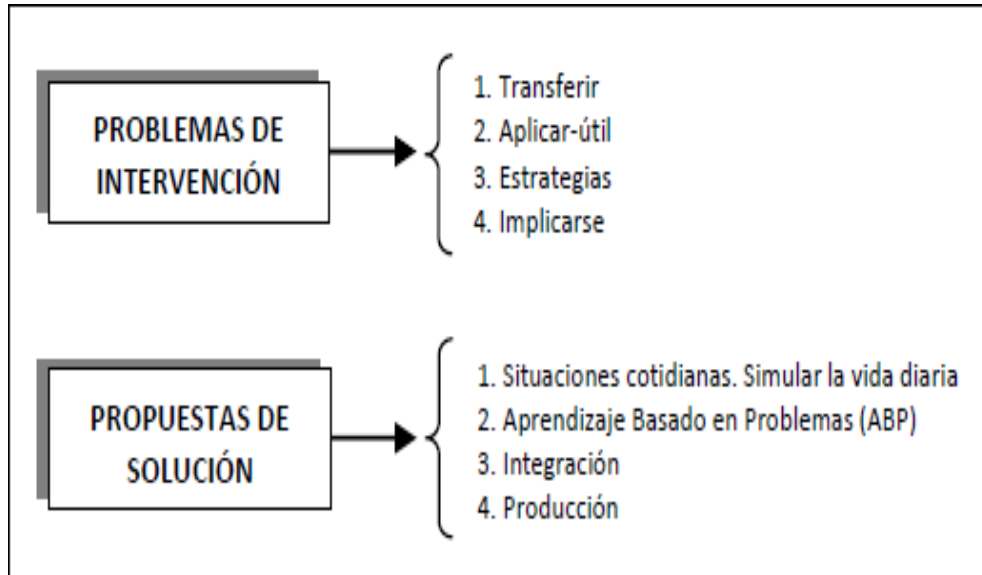 PROBLEMAS DE
INTERVENCIÓN
1. Transferir
2. Aplicar-útil
3. Estrategias
4. Implicarse
PROPUESTAS DE
SOLUCIÓN
1. Situaciones cotidianas. Simular la vida diaria
2. Aprendizaje Basado en Problemas (ABP)
3. Integración
4. Producción